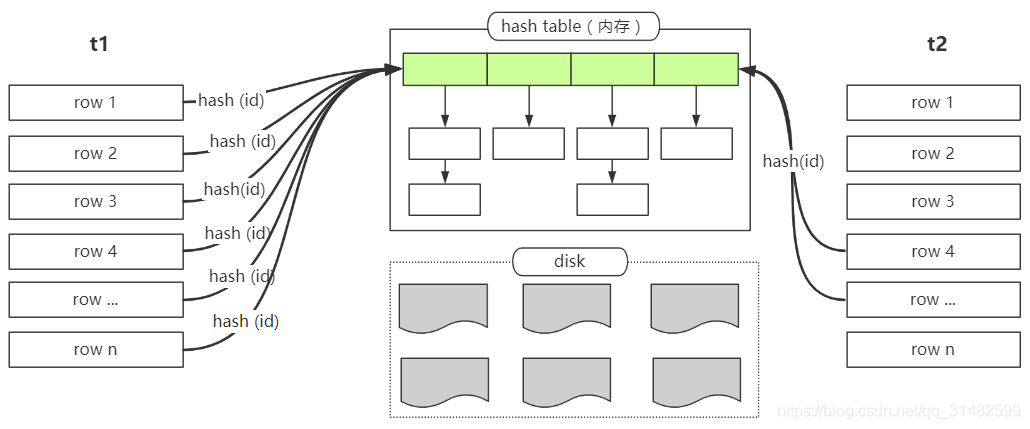 hash table（内存）
t1
t2
row 1
hash (id)
row 2
hash (id)
row 3
hash(id)
row 4
hash (id)
row ...
hash (id)
row n
hash (id)
hash(id)
row 1
row 2
row 3
row 4
row ...
row n
disk
https://blog.csdn.net/qq_31482599